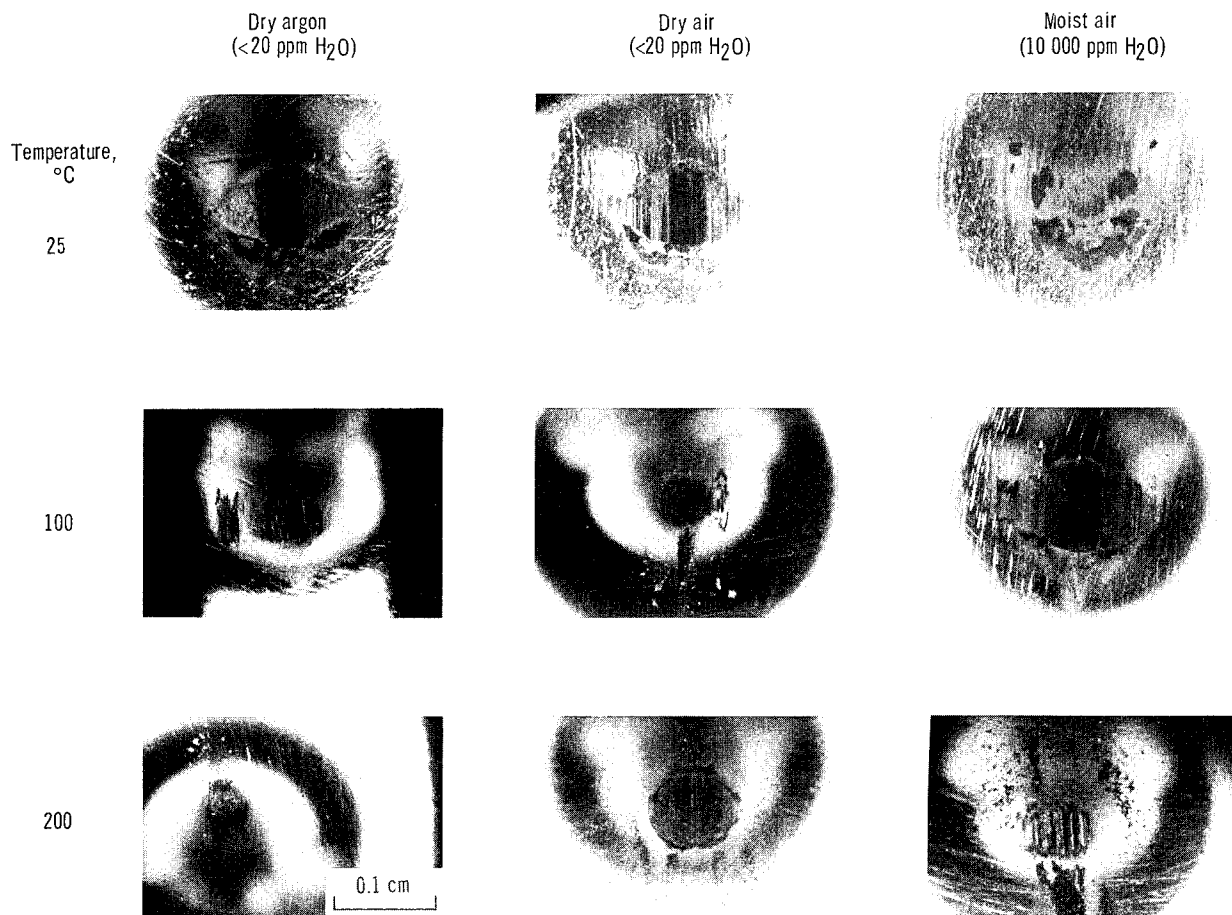 Dry argon
(<20 ppm H2O)
Dry air
(<20 ppm H2O)
Moist air
(10 000 ppm H2O)
Temperature,
°C
25
100
200
0.1 cm